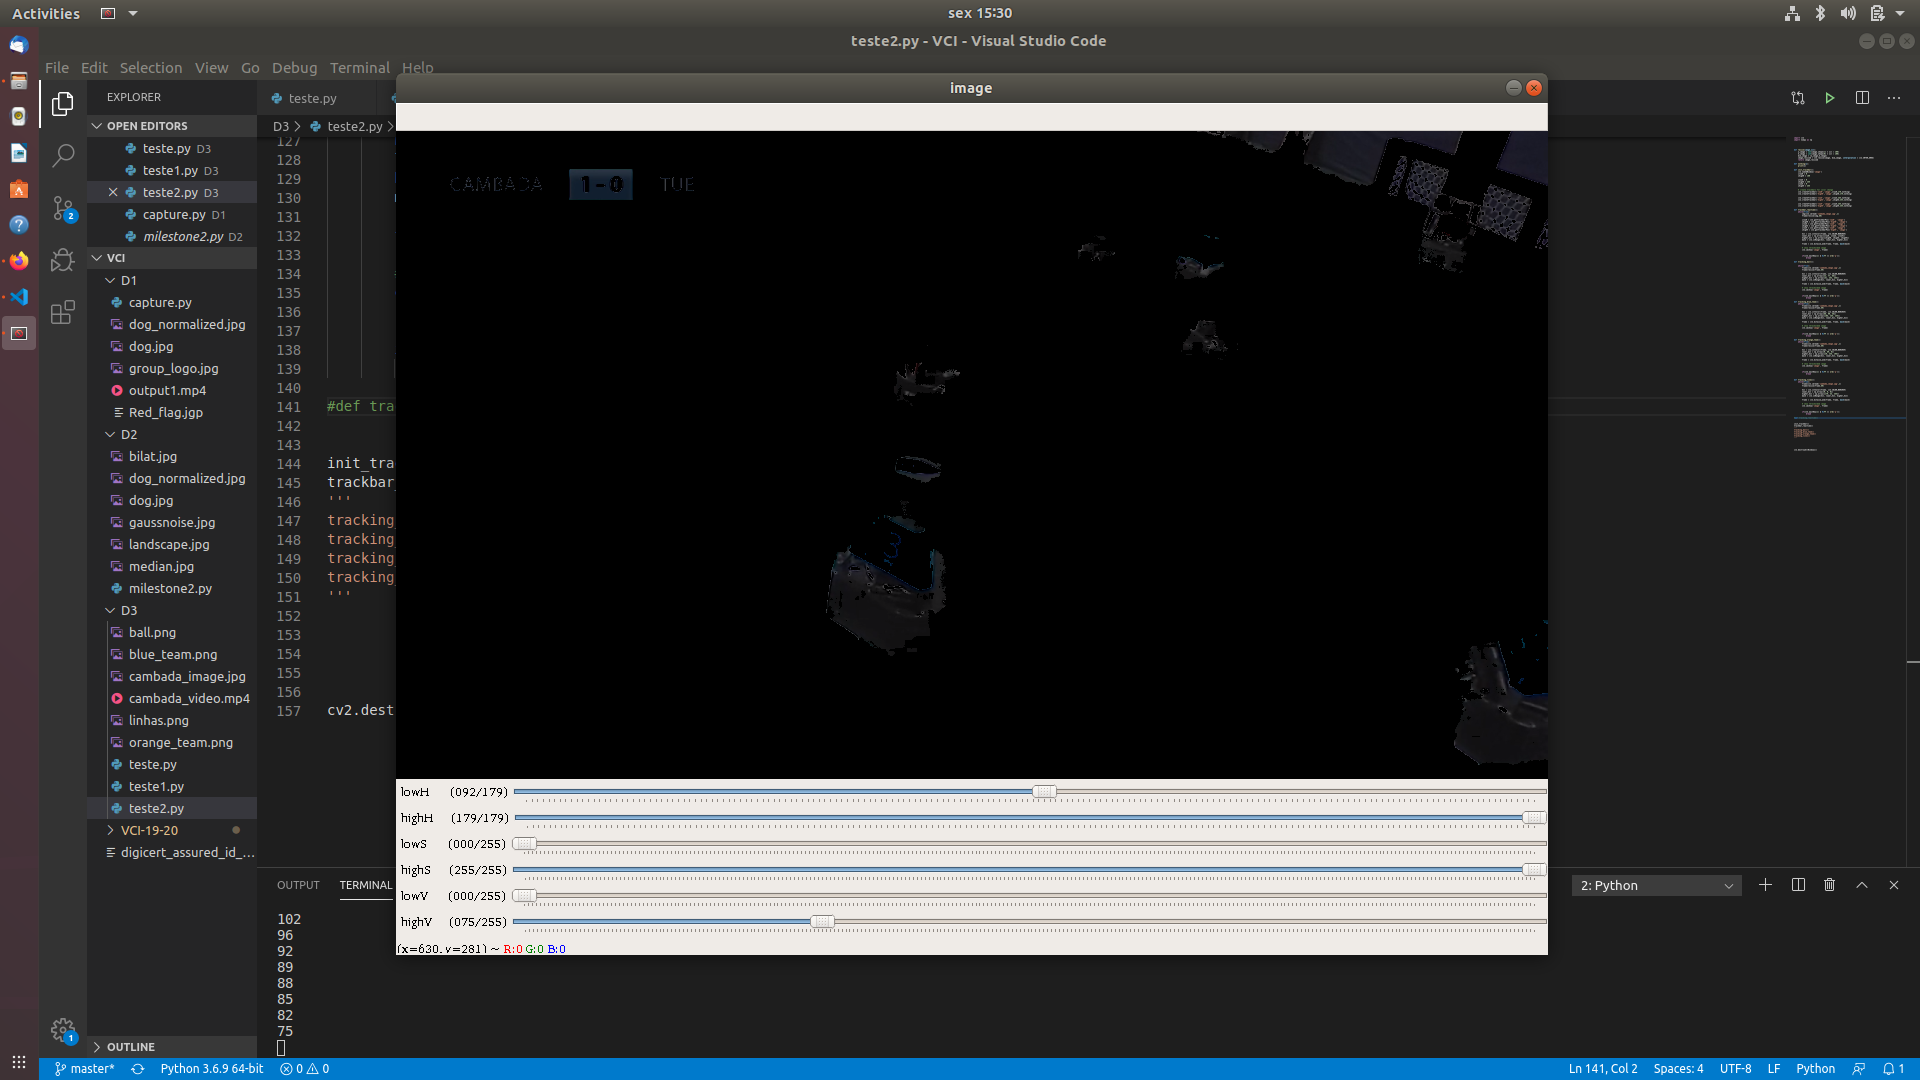 Activities
sex 15:30
teste2.py - VCI - Visual Studio Code
File Edit Selection View Go Debug Terminal Help
image
EXPLORER
teste.py
OPEN EDITORS
teste.py D3
teste1.py D3
teste2.py D3
capture.py D1
milestone2.py D2
VCI
D1
capture.py
dog_normalized.jpg
dog.jpg
group_logo.jpg
output1.mp4
Red_flag.jgp
D2
bilat.jpg
dog_normalized.jpg
dog.jpg
gaussnoise.jpg
landscape.jpg
median.jpg
milestone2.py
D3
ball.png
blue_team.png
cambada_image.jpg
cambada_video.mp4
linhas.png
orange_team.png
teste.py
teste1.py
teste2.py
VCI-19-20
digicert_assured_id_...
OUTLINE
2
1
D3 > teste2.py >
127
128
129
130
131
132
133
134
135
136
137
138
139
140
141 #def tra
142
143
144 init_tra
145 trackbar_
146 '''
147 tracking_
148 tracking_
149 tracking_
150 tracking_
151 '''
152
153
154
155
156
157 cv2.dest
CAMBADA 1-0 TUE
lowH (092/179)
highH (179/179)
lowS (000/255)
highS (255/255)
lowV (000/255)
highV (075/255)
(x=630, y=281) ~ R:0 G:0 B:0
OUTPUT TERMINAL
2: Python
102
96
92
89
88
85
82
75
master* Python 3.6.9 64-bit 0 0
Ln 141, Col 2 Spaces: 4 UTF-8 LF Python 1